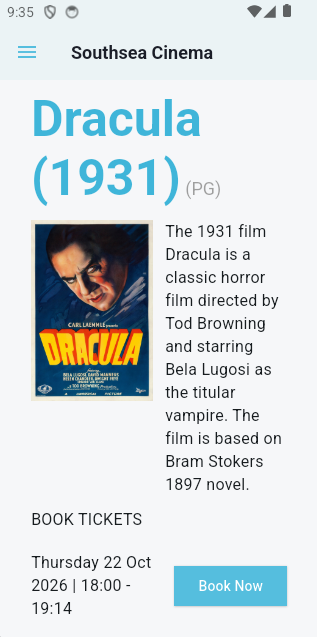 9:35
Southsea Cinema
Dracula
(1931) (PG)
CARL LAEMMLE presents
DRACULA
The 1931 film
Dracula is a
classic horror
film directed by
Tod Browning
and starring
Bela Lugosi as
the titular
vampire. The
film is based on
Bram Stokers
1897 novel.
BOOK TICKETS
Thursday 22 Oct
2026 | 18:00 -
19:14
Book Now